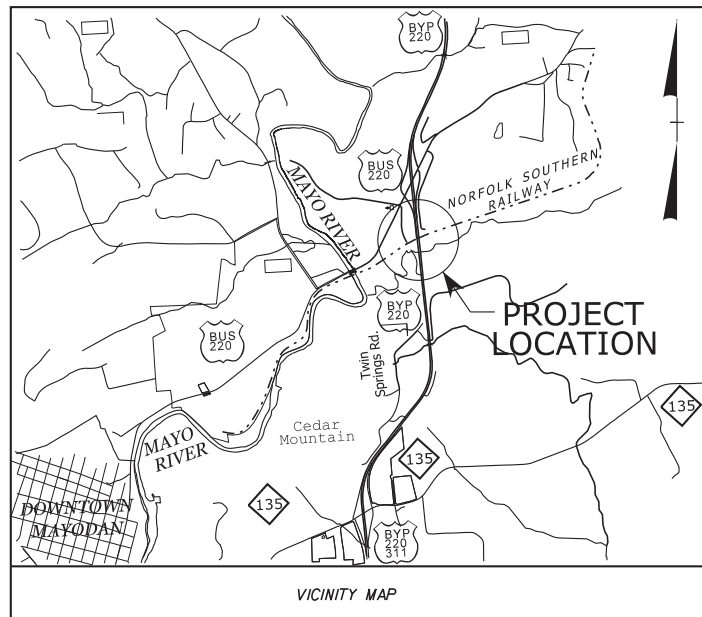 BYP
220
BUS
220
MAYO RIVER
NORFOLK SOUTHERN
RAILWAY
BYP
220
PROJECT
LOCATION
BUS
220
Twin
Springs Rd.
135
Cedar
Mountain
MAYO
RIVER
135
DOWNTOWN
MAYODAN
135
BYP
220
311
VICINITY MAP